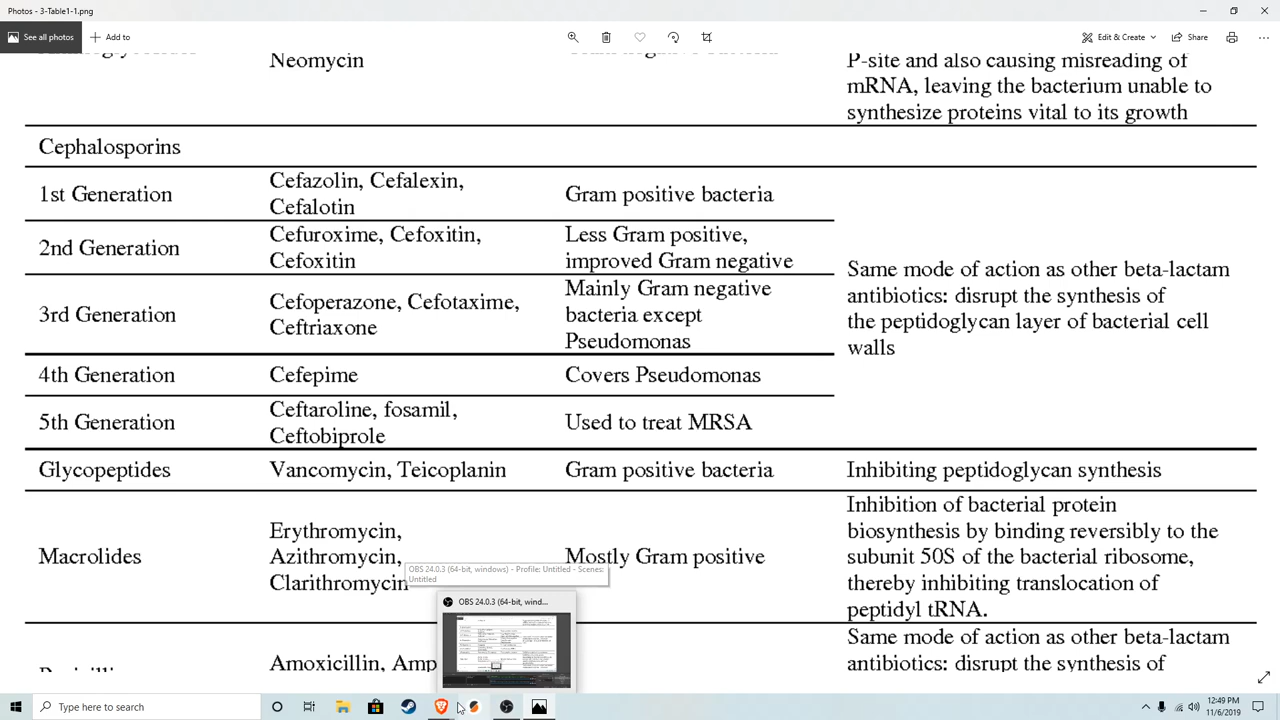 Photos - 3-Table1-1.png
See all photos
Add to
Edit & Create
Share
Neomycin
P-site and also causing misreading of
mRNA, leaving the bacterium unable to
synthesize proteins vital to its growth
Cephalosporins
1st Generation
Cefazolin, Cefalexin,
Cefalotin
Gram positive bacteria
2nd Generation
Cefuroxime, Cefoxitin,
Cefoxitin
Less Gram positive,
improved Gram negative
3rd Generation
Cefoperazone, Cefotaxime,
Ceftriaxone
Mainly Gram negative
bacteria except
Pseudomonas
4th Generation
Cefepime
Covers Pseudomonas
5th Generation
Ceftaroline, fosamil,
Ceftobiprole
Used to treat MRSA
Same mode of action as other beta-lactam
antibiotics: disrupt the synthesis of
the peptidoglycan layer of bacterial cell
walls
Glycopeptides
Vancomycin, Teicoplanin
Gram positive bacteria
Inhibiting peptidoglycan synthesis
Macrolides
Erythromycin,
Azithromycin,
Clarithromycin
Mostly Gram positive
Inhibition of bacterial protein
biosynthesis by binding reversibly to the
subunit 50S of the bacterial ribosome,
thereby inhibiting translocation of
peptidyl tRNA.
OBS 24.0.3 (64-bit, windows) - Profile: Untitled - Scenes:
Untitled
OBS 24.0.3 (64-bit, wind...
Amoxicillin, Amp
Same mode of action as other beta-lactam
antibiotics: disrupt the synthesis of
Type here to search
12:49 PM
11/6/2019